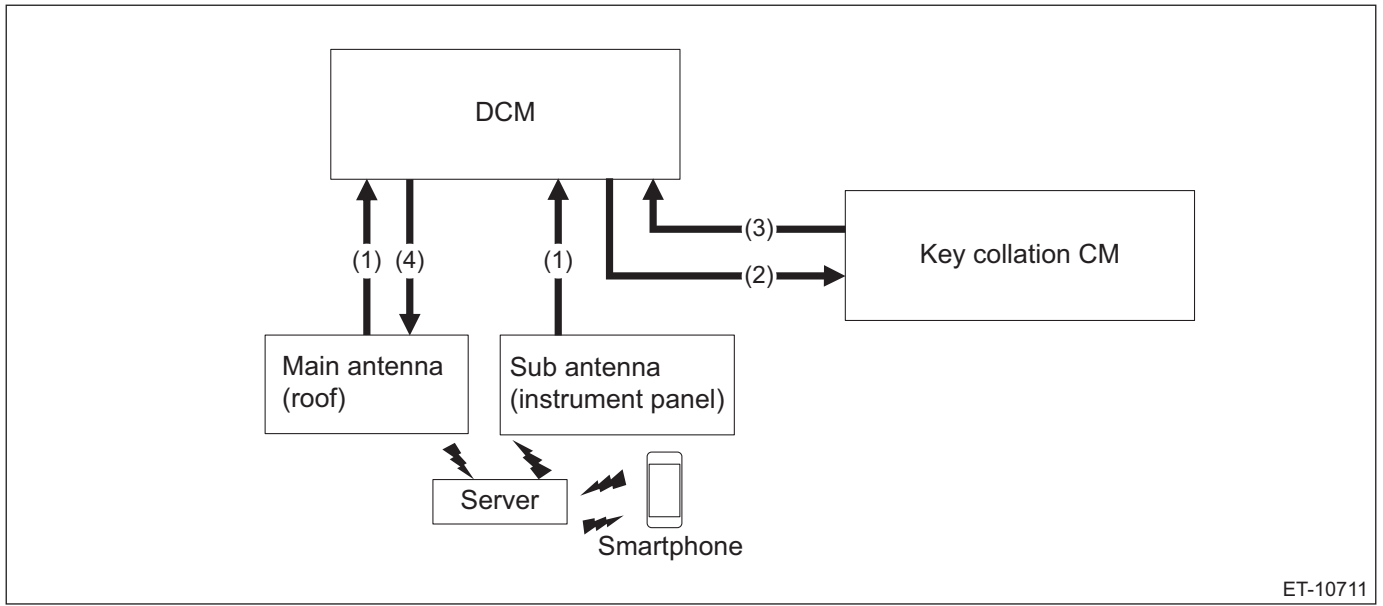 DCM
(3)
Key collation CM
(1) (4) (1)
(2)
Main antenna
(roof)
Sub antenna
(instrument panel)
Server
Smartphone
ET-10711